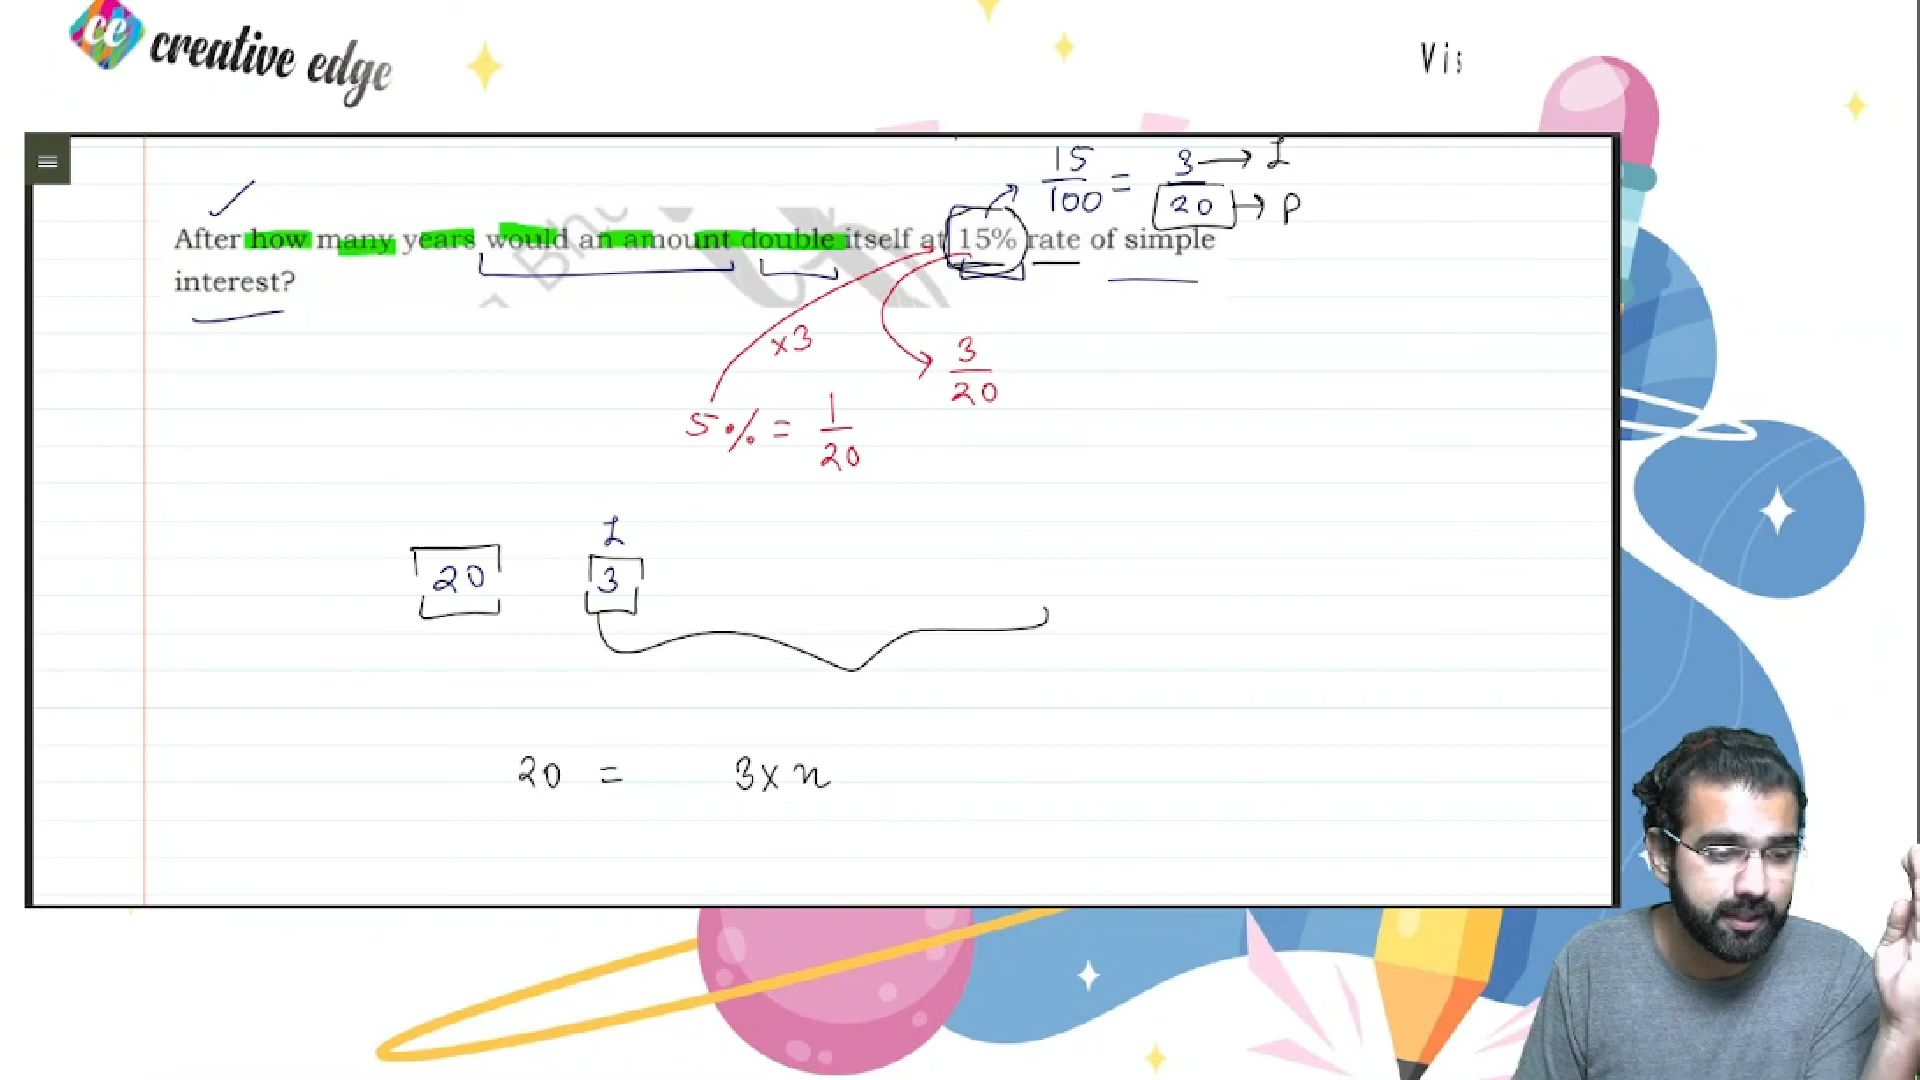 creative edge
Vis
15/100 = 3/20 → I
→ P
After how many years would an amount double itself at 15% rate of simple
interest?
×3
3/20
5% = 1/20
I
20 3
20 = 3 × n